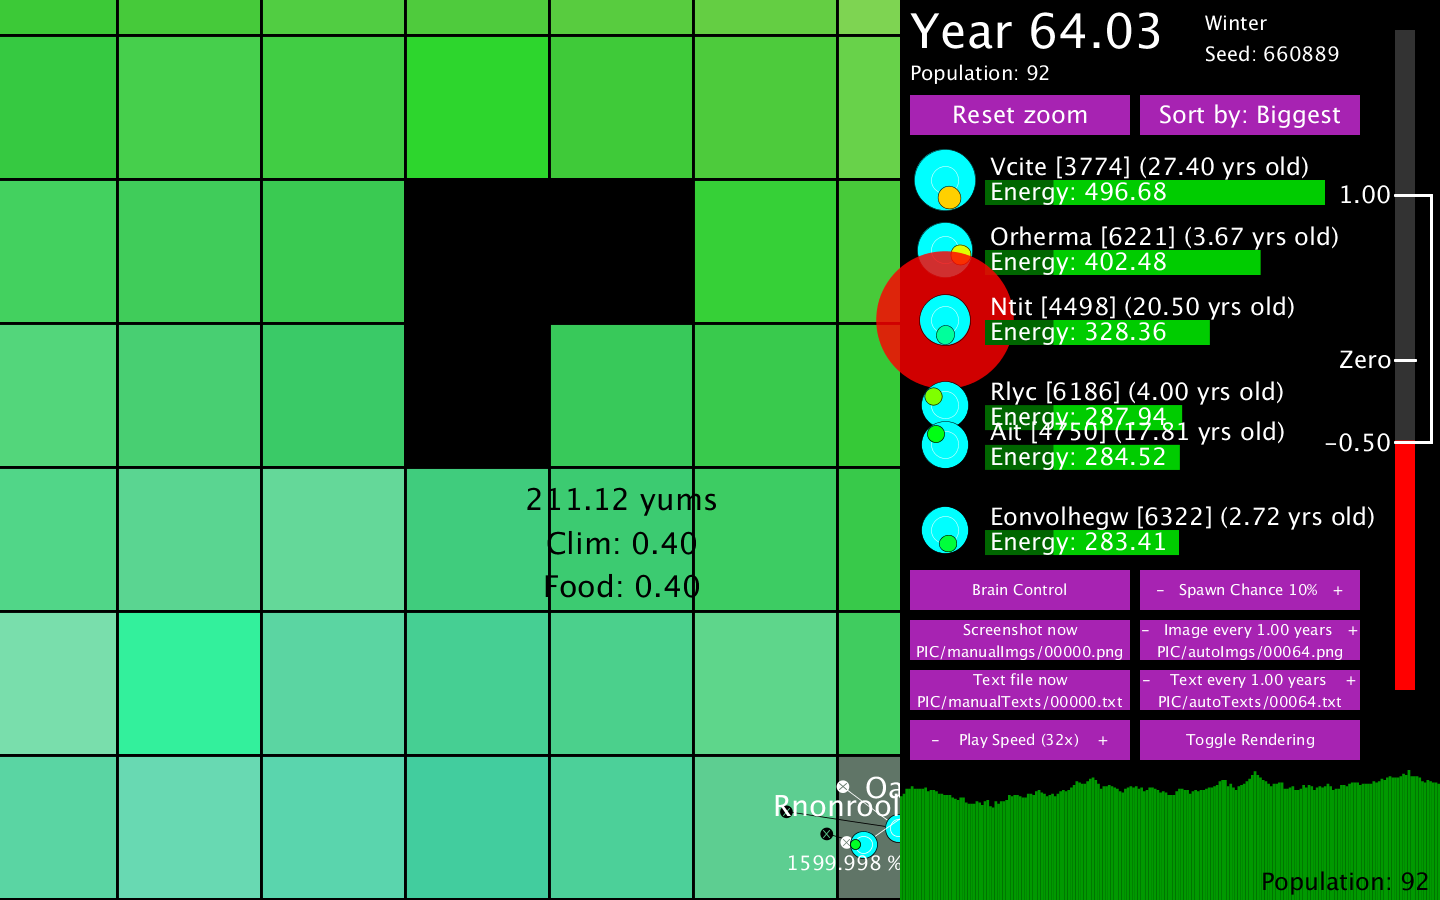 Year 64.03
Winter
Seed: 660889
Population: 92
Reset zoom
Sort by: Biggest
Vcite [3774] (27.40 yrs old)
Energy: 496.68
1.00
Orherma [6221] (3.67 yrs old)
Energy: 402.48
Ntit [4498] (20.50 yrs old)
Energy: 328.36
Zero
Rlyc [6186] (4.00 yrs old)
Energy: 287.94
Ait [4750] (17.81 yrs old)
Energy: 284.52
-0.50
Eonvolhegw [6322] (2.72 yrs old)
Energy: 283.41
211.12 yums
Clim: 0.40
Food: 0.40
Brain Control
- Spawn Chance 10% +
Screenshot now
PIC/manualImgs/00000.png
- Image every 1.00 years +
PIC/autoImgs/00064.png
Text file now
PIC/manualTexts/00000.txt
- Text every 1.00 years +
PIC/autoTexts/00064.txt
- Play Speed (32x) +
Toggle Rendering
Oa
Rnonrool
1599.998 %
Population: 92